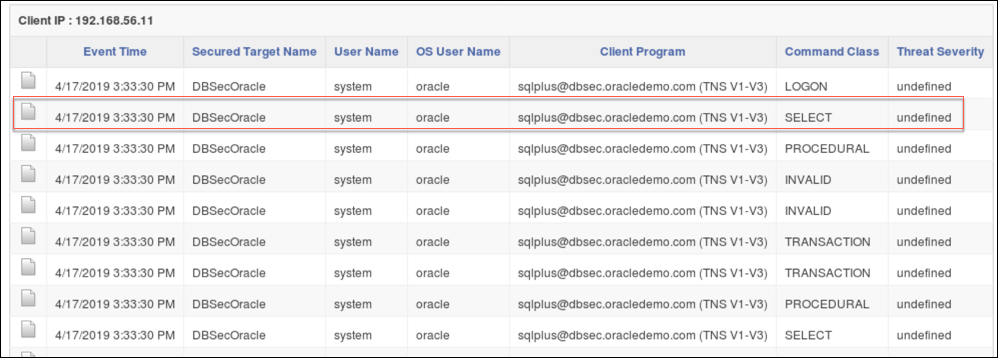 Client IP : 192.168.56.11
Event Time Secured Target Name User Name OS User Name Client Program Command Class Threat Severity
4/17/2019 3:33:30 PM DBSecOracle system oracle sqlplus@dbsec.oracledemo.com (TNS V1-V3) LOGON undefined
4/17/2019 3:33:30 PM DBSecOracle system oracle sqlplus@dbsec.oracledemo.com (TNS V1-V3) SELECT undefined
4/17/2019 3:33:30 PM DBSecOracle system oracle sqlplus@dbsec.oracledemo.com (TNS V1-V3) PROCEDURAL undefined
4/17/2019 3:33:30 PM DBSecOracle system oracle sqlplus@dbsec.oracledemo.com (TNS V1-V3) INVALID undefined
4/17/2019 3:33:30 PM DBSecOracle system oracle sqlplus@dbsec.oracledemo.com (TNS V1-V3) INVALID undefined
4/17/2019 3:33:30 PM DBSecOracle system oracle sqlplus@dbsec.oracledemo.com (TNS V1-V3) TRANSACTION undefined
4/17/2019 3:33:30 PM DBSecOracle system oracle sqlplus@dbsec.oracledemo.com (TNS V1-V3) TRANSACTION undefined
4/17/2019 3:33:30 PM DBSecOracle system oracle sqlplus@dbsec.oracledemo.com (TNS V1-V3) PROCEDURAL undefined
4/17/2019 3:33:30 PM DBSecOracle system oracle sqlplus@dbsec.oracledemo.com (TNS V1-V3) SELECT undefined